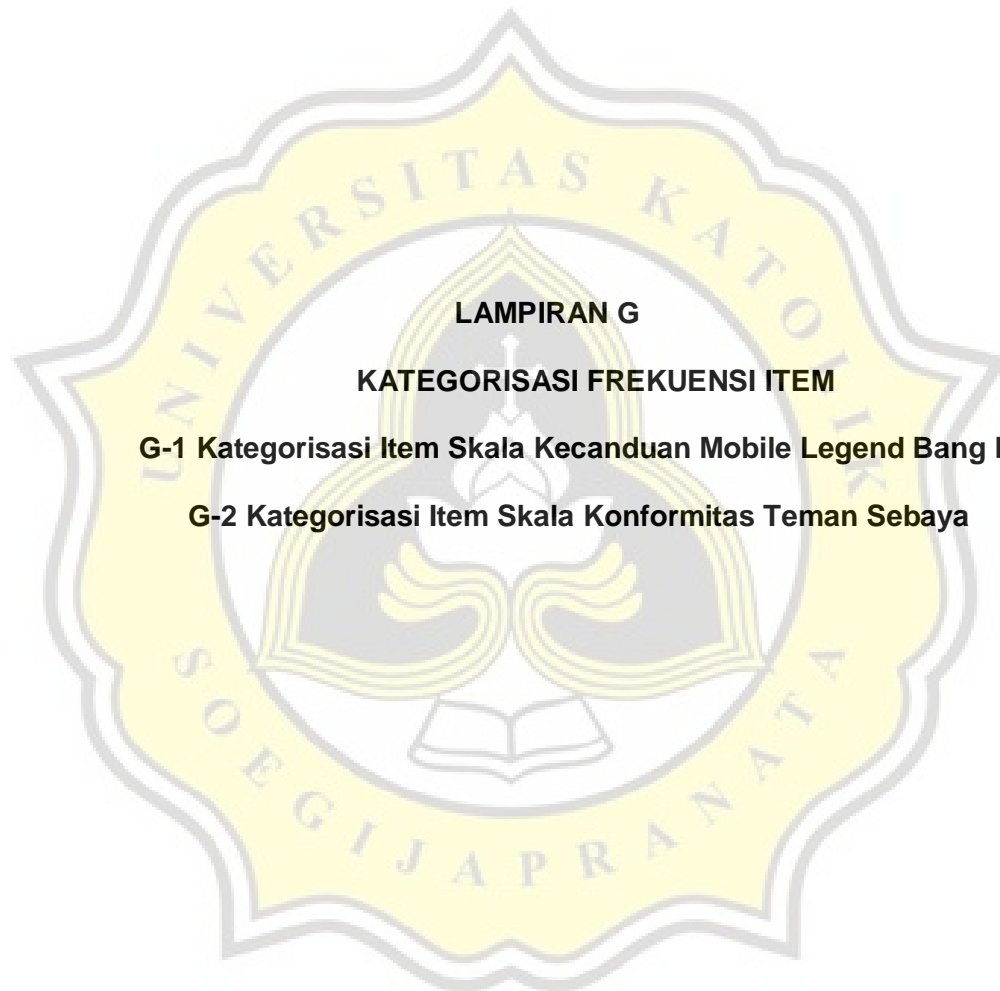 LAMPIRAN G
KATEGORISASI FREKUENSI ITEM
G-1 Kategorisasi Item Skala Kecanduan Mobile Legend Bang
G-2 Kategorisasi Item Skala Konformitas Teman Sebaya
UNIVERSITAS KATOLIK
SOEGIJAPRANATA